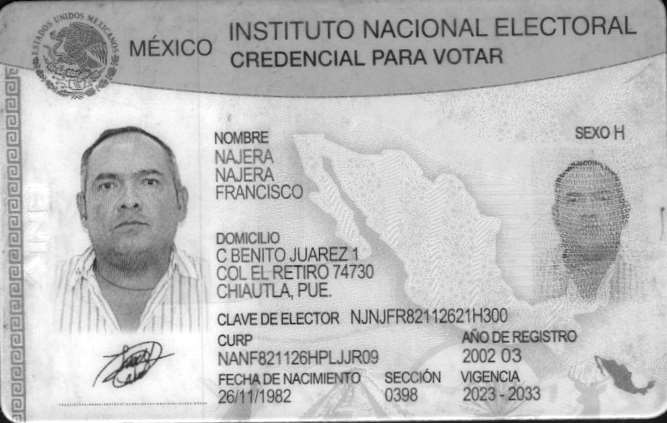 ESTADOS UNIDOS MEXICANOS
MÉXICO
INSTITUTO NACIONAL ELECTORAL
CREDENCIAL PARA VOTAR
NOMBRE
NAJERA
NAJERA
FRANCISCO
SEXO H
DOMICILIO
C BENITO JUAREZ 1
COL EL RETIRO 74730
CHIAUTLA, PUE.
CLAVE DE ELECTOR NJNJFR82112621H300
CURP
NANF821126HPLJJR09
AÑO DE REGISTRO
2002 03
FECHA DE NACIMIENTO
26/11/1982
SECCIÓN
0398
VIGENCIA
2023 - 2033